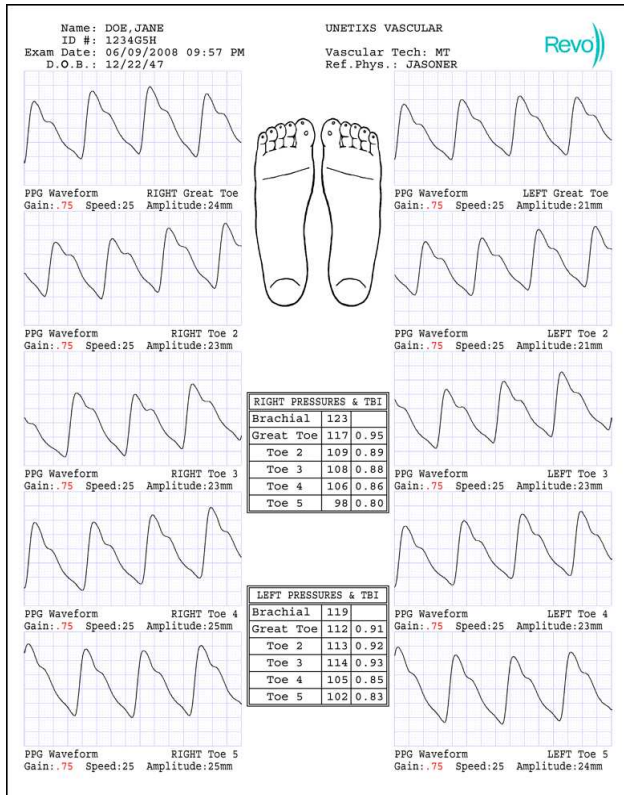 Name: DOE,JANE
ID #: 1234G5H
Exam Date: 06/09/2008 09:57 PM
D.O.B.: 12/22/47
UNETIXS VASCULAR
Vascular Tech: MT
Ref.Phys.: JASONER
Revo
PPG Waveform RIGHT Great Toe
Gain:.75 Speed:25 Amplitude:24mm
PPG Waveform LEFT Great Toe
Gain:.75 Speed:25 Amplitude:21mm
PPG Waveform RIGHT Toe 2
Gain:.75 Speed:25 Amplitude:23mm
PPG Waveform LEFT Toe 2
Gain:.75 Speed:25 Amplitude:21mm
RIGHT PRESSURES & TBI
Brachial 123
Great Toe 117 0.95
Toe 2 109 0.89
Toe 3 108 0.88
Toe 4 106 0.86
Toe 5 98 0.80
PPG Waveform RIGHT Toe 3
Gain:.75 Speed:25 Amplitude:23mm
PPG Waveform LEFT Toe 3
Gain:.75 Speed:25 Amplitude:23mm
LEFT PRESSURES & TBI
Brachial 119
Great Toe 112 0.91
Toe 2 113 0.92
Toe 3 114 0.93
Toe 4 105 0.85
Toe 5 102 0.83
PPG Waveform RIGHT Toe 4
Gain:.75 Speed:25 Amplitude:25mm
PPG Waveform LEFT Toe 4
Gain:.75 Speed:25 Amplitude:23mm
PPG Waveform RIGHT Toe 5
Gain:.75 Speed:25 Amplitude:25mm
PPG Waveform LEFT Toe 5
Gain:.75 Speed:25 Amplitude:24mm